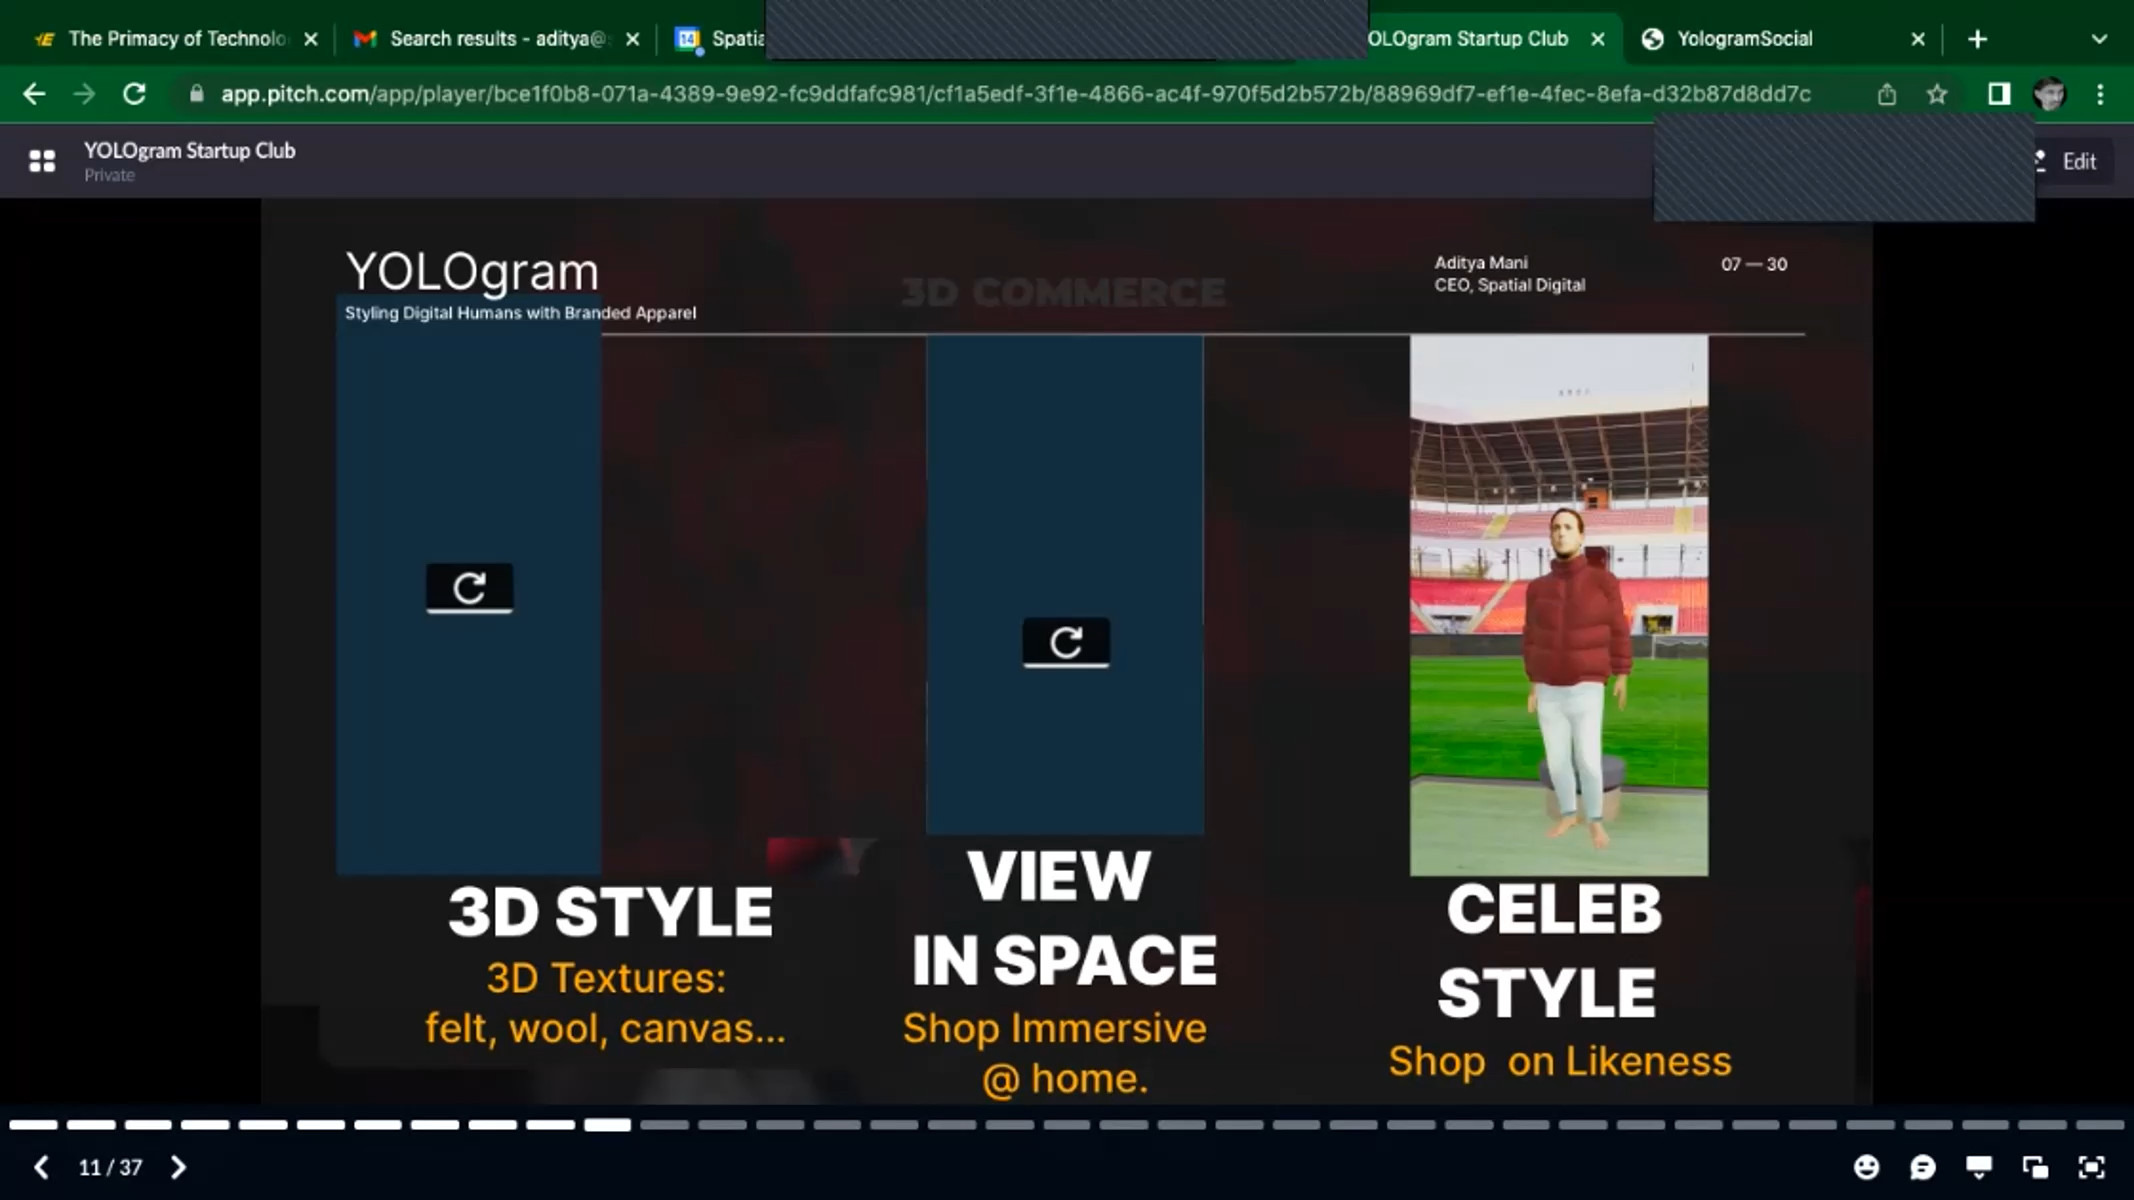 The Primacy of Technolo
Search results - aditya@
14
Spatia
OLOgram Startup Club
YologramSocial
app.pitch.com/app/player/bce1f0b8-071a-4389-9e92-fc9ddfafc981/cf1a5edf-3f1e-4866-ac4f-970f5d2b572b/88969df7-ef1e-4fec-8efa-d32b87d8dd7c
YOLOgram Startup Club
Private
Edit
YOLOgram
Styling Digital Humans with Branded Apparel
3D COMMERCE
Aditya Mani
CEO, Spatial Digital
07 — 30
3D STYLE
3D Textures:
felt, wool, canvas...
VIEW
IN SPACE
Shop Immersive
@ home.
CELEB
STYLE
Shop on Likeness
11 / 37